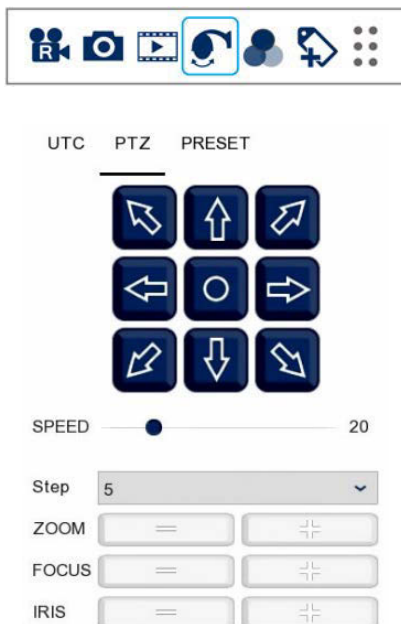 R
UTC PTZ PRESET
SPEED 20
Step 5
ZOOM
FOCUS
IRIS